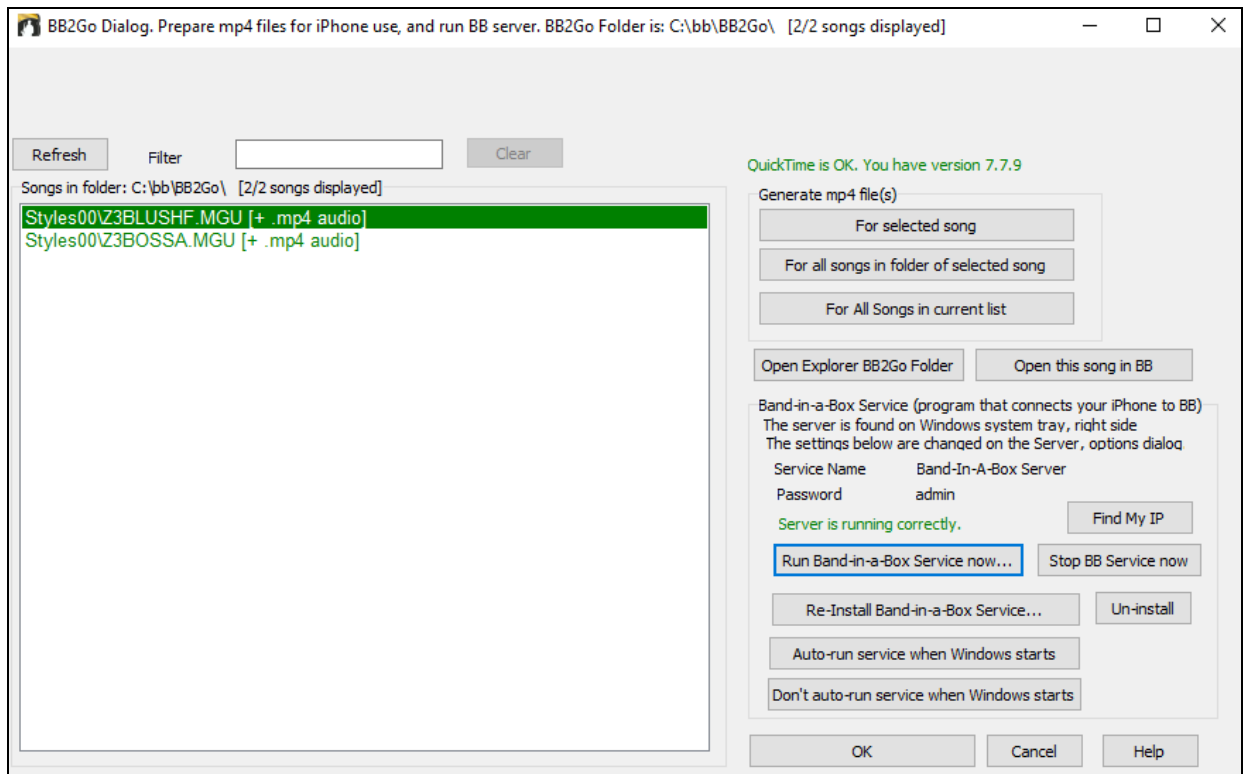 BB2Go Dialog. Prepare mp4 files for iPhone use, and run BB server. BB2Go Folder is: C:\bb\BB2Go\ [2/2 songs displayed]
Refresh Filter Clear
Songs in folder: C:\bb\BB2Go\ [2/2 songs displayed]
Styles00\Z3BLUSHF.MGU [+ .mp4 audio]
Styles00\Z3BOSSA.MGU [+ .mp4 audio]
QuickTime is OK. You have version 7.7.9
Generate mp4 file(s)
For selected song
For all songs in folder of selected song
For All Songs in current list
Open Explorer BB2Go Folder Open this song in BB
Band-in-a-Box Service (program that connects your iPhone to BB)
The server is found on Windows system tray, right side
The settings below are changed on the Server, options dialog.
Service Name Band-In-A-Box Server
Password admin
Server is running correctly. Find My IP
Run Band-in-a-Box Service now... Stop BB Service now
Re-Install Band-in-a-Box Service... Un-install
Auto-run service when Windows starts
Don't auto-run service when Windows starts
OK Cancel Help